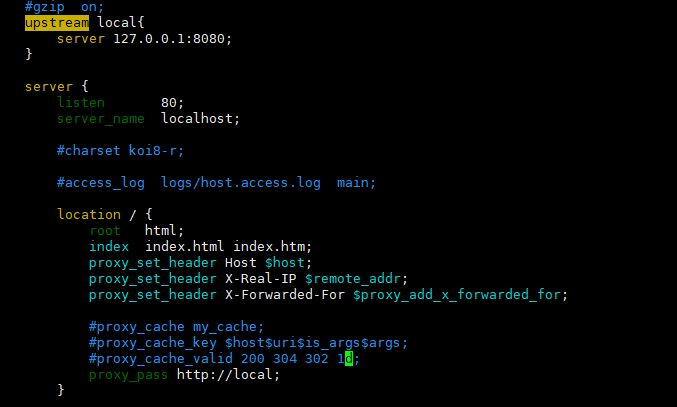 #gzip  on;
upstream local{
    server 127.0.0.1:8080;
}

server {
    listen       80;
    server_name  localhost;

    #charset koi8-r;

    #access_log  logs/host.access.log  main;

    location / {
        root   html;
        index  index.html index.htm;
        proxy_set_header Host $host;
        proxy_set_header X-Real-IP $remote_addr;
        proxy_set_header X-Forwarded-For $proxy_add_x_forwarded_for;

        #proxy_cache my_cache;
        #proxy_cache_key $host$uri$is_args$args;
        #proxy_cache_valid 200 304 302 1d;
        proxy_pass http://local;
    }